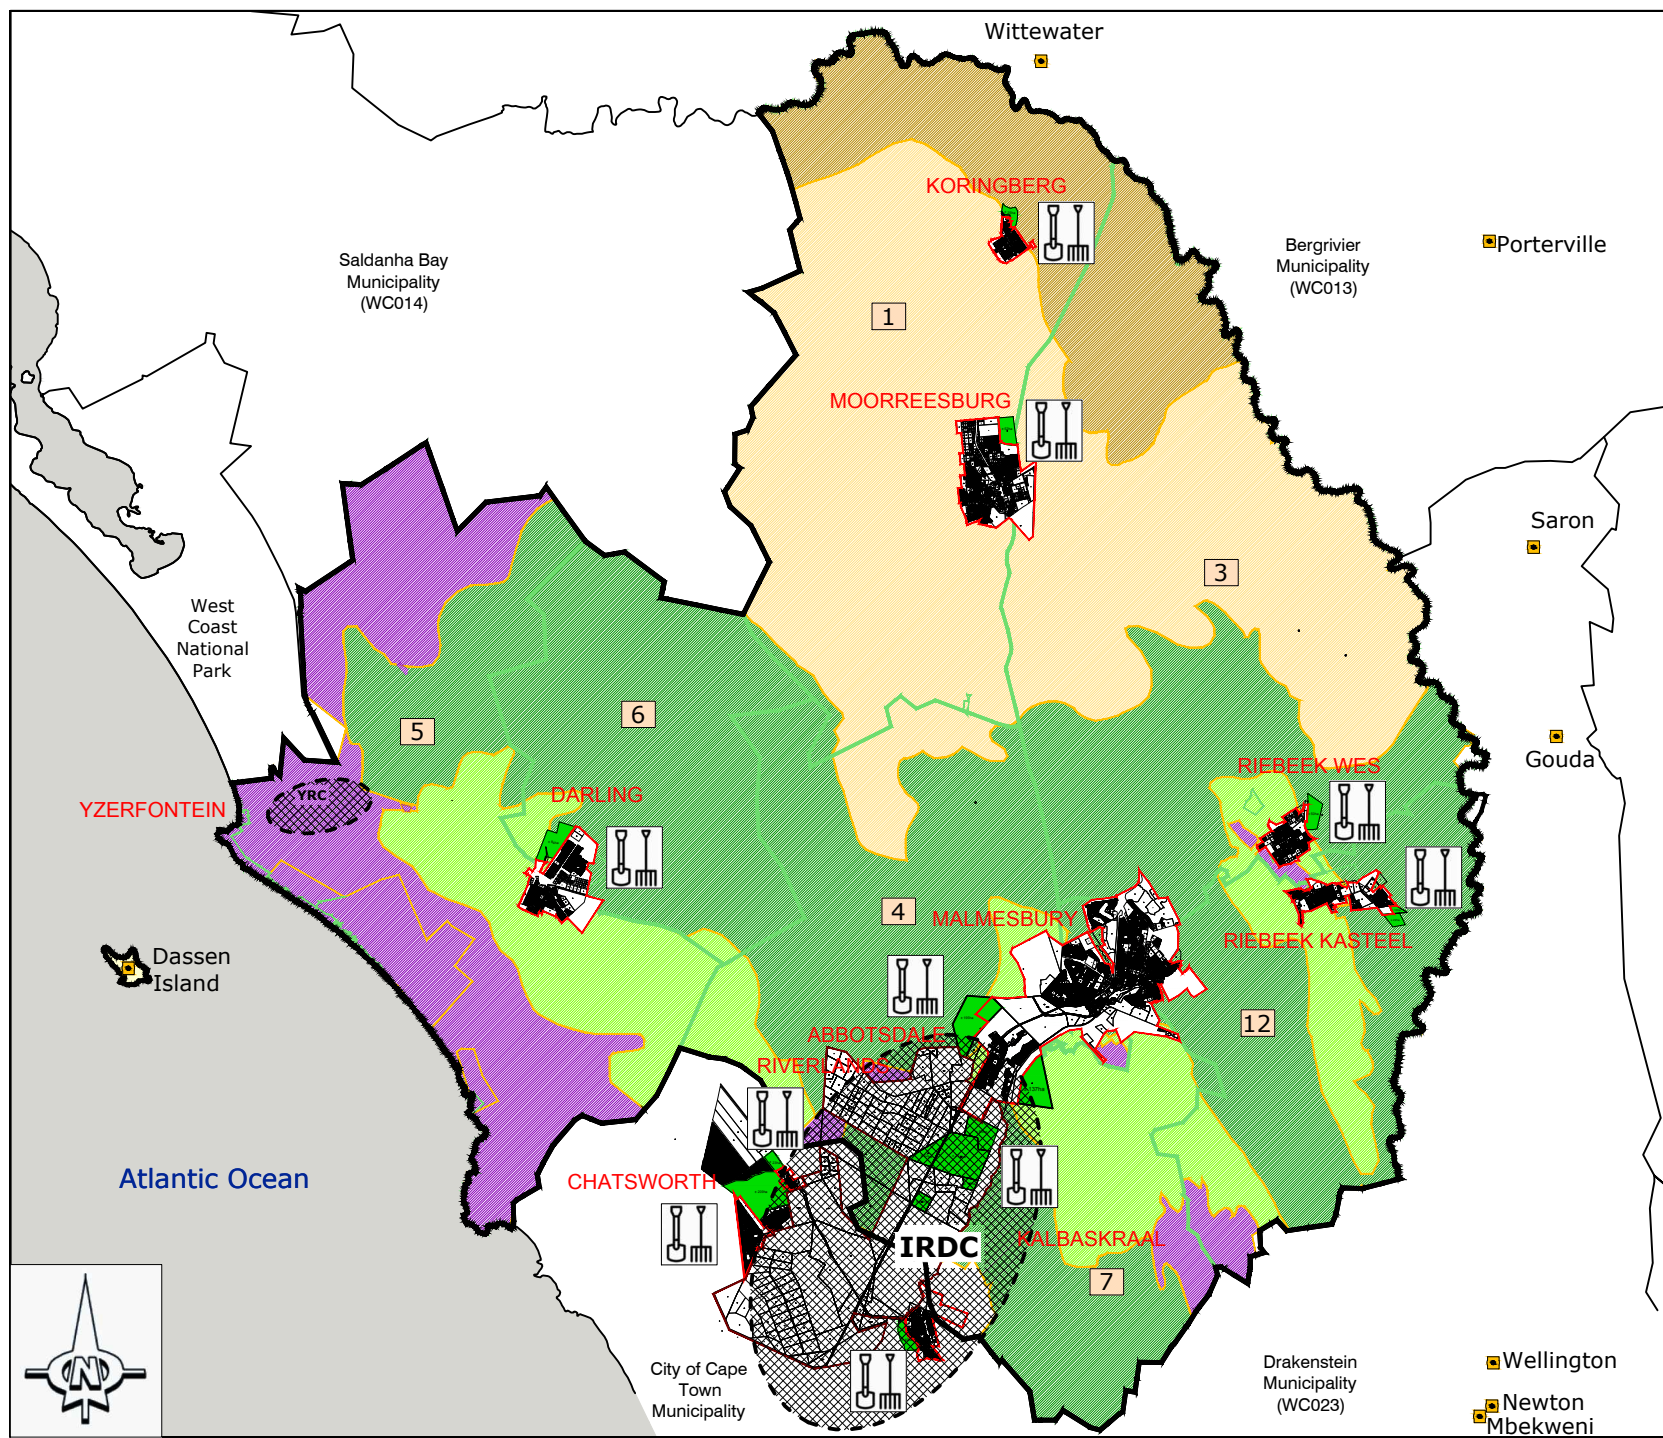 Wittewater
KORINGBERG
Porterville
Bergrivier
Municipality
(WC013)
Saldanha Bay
Municipality
(WC014)
1
MOORREESBURG
Saron
3
West
Coast
National
Park
6
5
Gouda
RIEBEEK WES
YRC
DARLING
YZERFONTEIN
4
MALMESBURY
RIEBEEK KASTEEL
Dassen
Island
12
ABBOTSDALE
RIVERLANDS
Atlantic Ocean
CHATSWORTH
IRDC
KALBASKRAAL
7
City of Cape
Town
Municipality
Drakenstein
Municipality
(WC023)
Wellington
Newton
Mbekweni
N